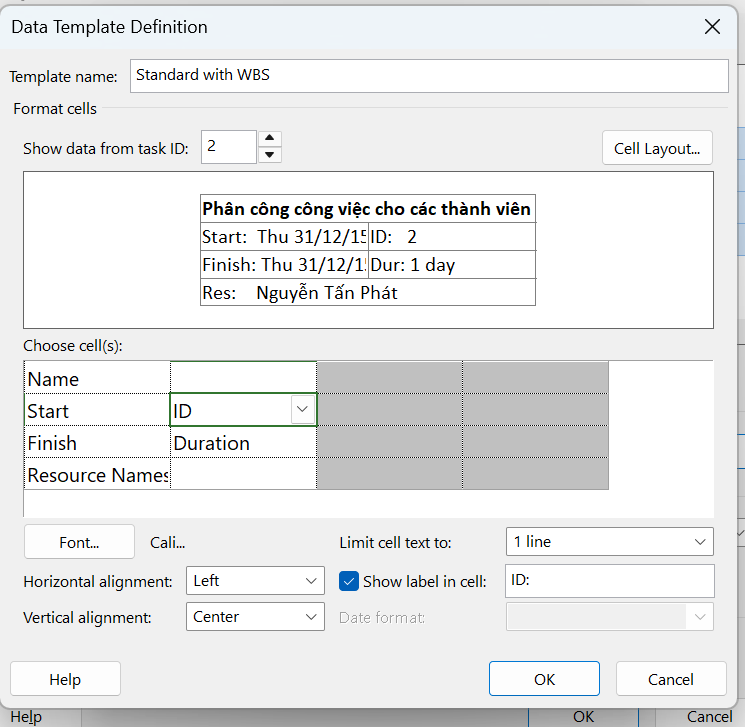 Data Template Definition
Template name: Standard with WBS
Format cells
Show data from task ID: 2 Cell Layout...
Phân công công việc cho các thành viên
Start: Thu 31/12/15 ID: 2
Finish: Thu 31/12/1 Dur: 1 day
Res: Nguyễn Tấn Phát
Choose cell(s):
Name
Start ID
Finish Duration
Resource Names
Font... Cali... Limit cell text to: 1 line
Horizontal alignment: Left Show label in cell: ID:
Vertical alignment: Center Date format:
Help OK Cancel
Help OK Cancel